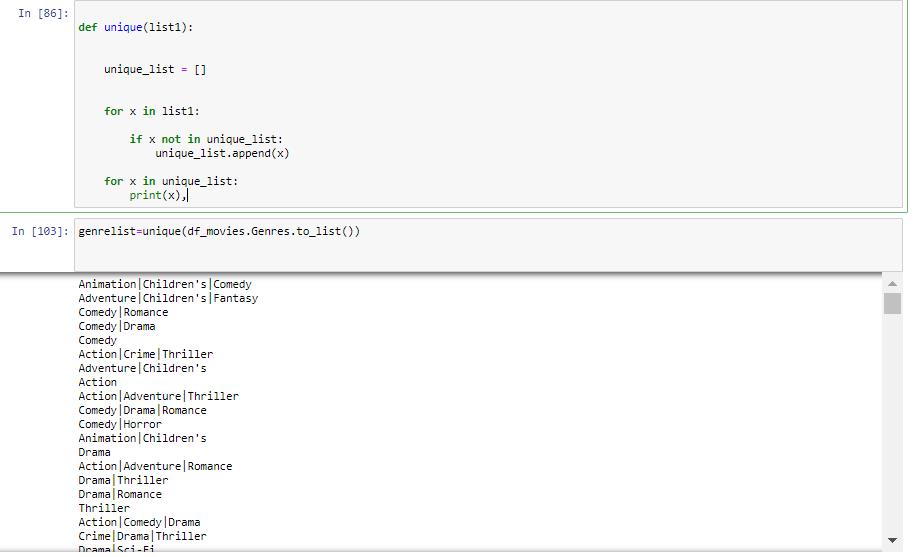 In [86]:
def unique(list1):
unique_list = []
for x in list1:
if x not in unique_list:
unique_list.append(x)
for x in unique_list:
print(x),
In [103]: genrelist=unique(df_movies.Genres.to_list())
Animation|Children's|Comedy
Adventure|Children's|Fantasy
Comedy|Romance
Comedy|Drama
Comedy
Action|Crime|Thriller
Adventure|Children's
Action
Action|Adventure|Thriller
Comedy|Drama|Romance
Comedy|Horror
Animation|Children's
Drama
Action|Adventure|Romance
Drama|Thriller
Drama|Romance
Thriller
Action|Comedy|Drama
Crime|Drama|Thriller
Drama|Sci-Fi